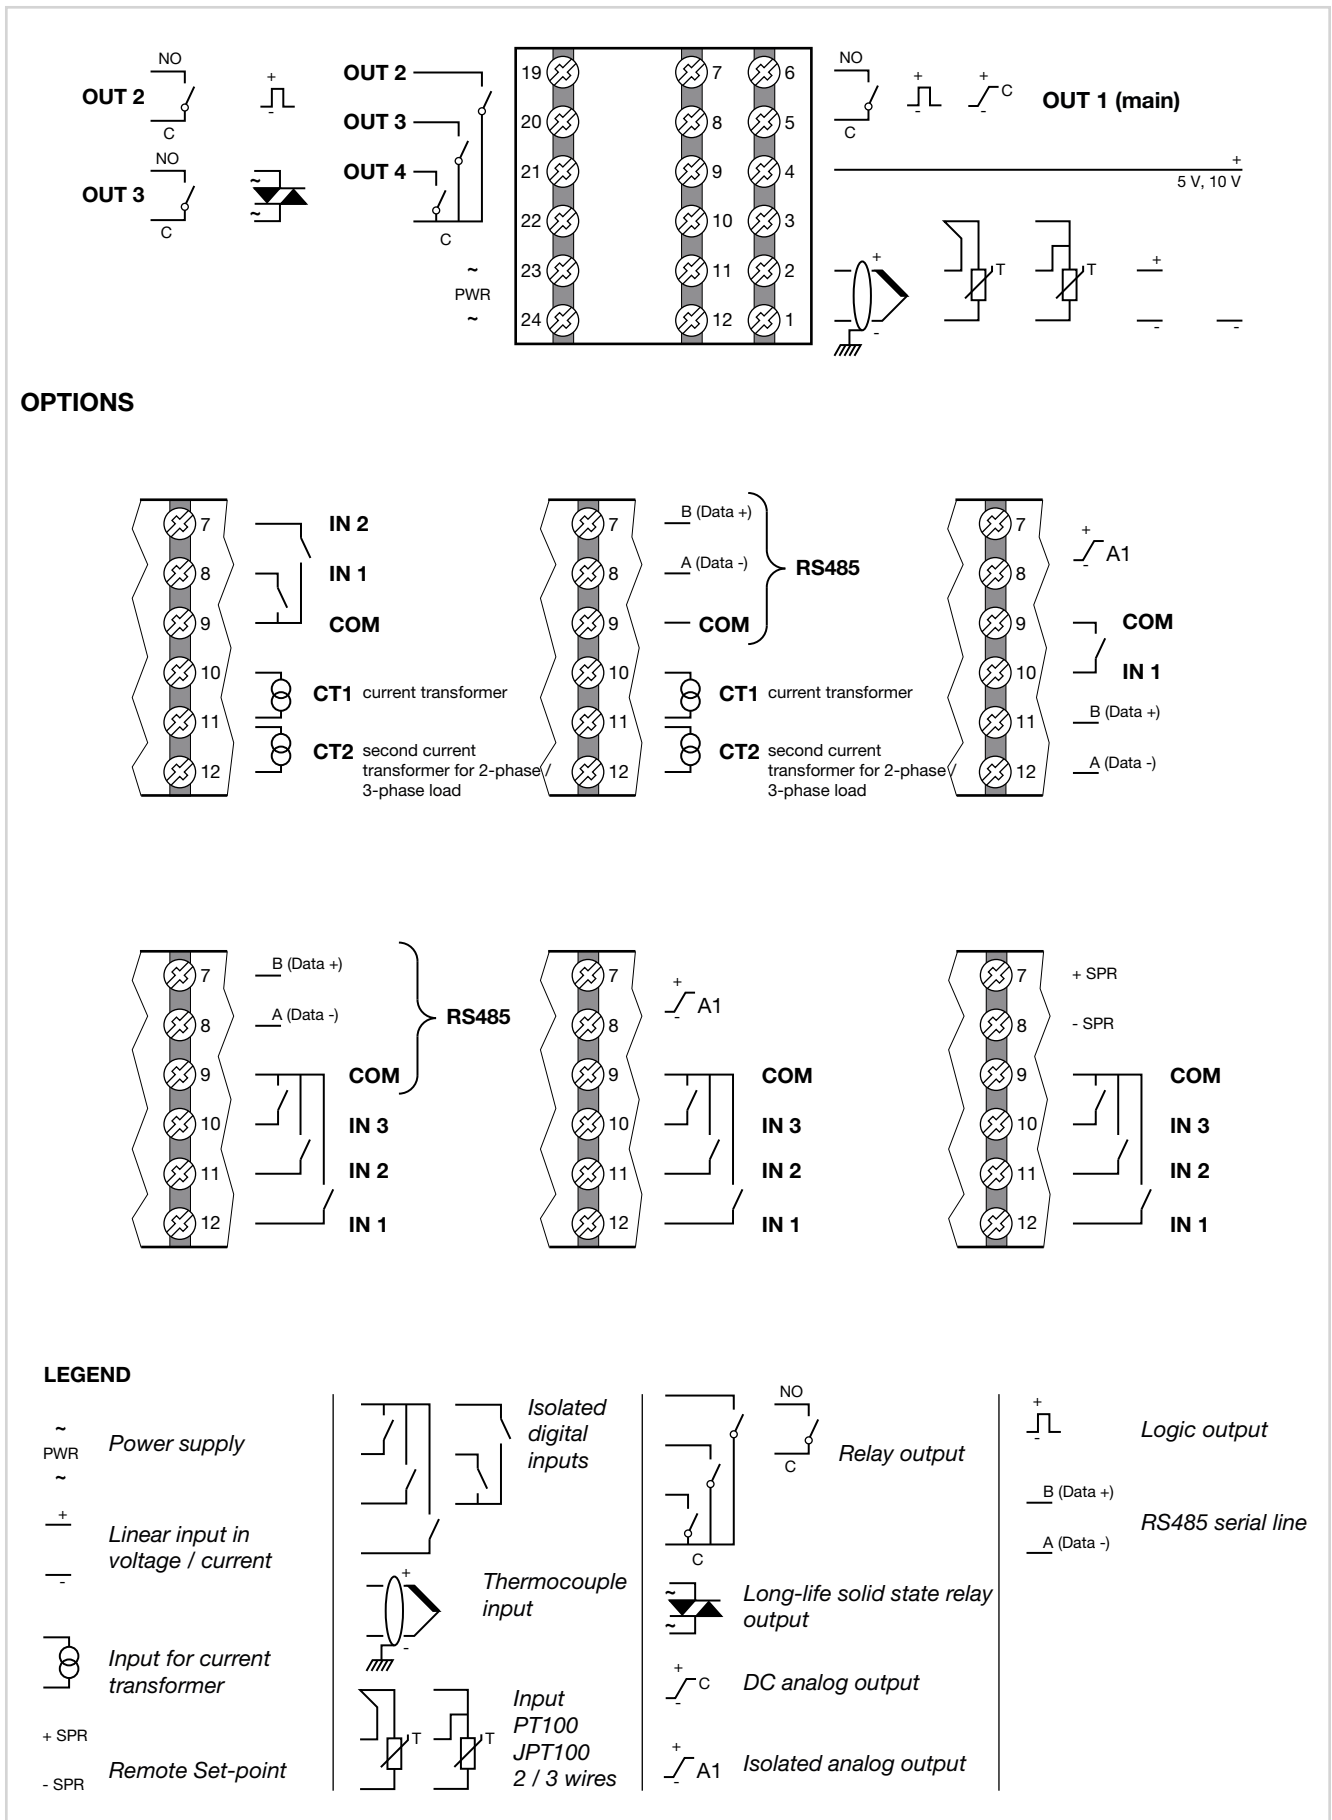 NO
OUT 2
+
-
C
NO
OUT 3
~
~
C
OUT 2
OUT 3
OUT 4
C
~
PWR
~
19 7 6
20 8 5
21 9 4
22 10 3
23 11 2
24 12 1
NO
C
+
-
+
-
C
OUT 1 (main)
+
5 V, 10 V
+
-
T
T
+
-
-
OPTIONS
7
8
9
10
11
12
IN 2
IN 1
COM
CT1 current transformer
CT2 second current
transformer for 2-phase /
3-phase load
7
8
9
10
11
12
B (Data +)
A (Data -)
COM
RS485
CT1 current transformer
CT2 second current
transformer for 2-phase /
3-phase load
7
8
9
10
11
12
+
-
A1
COM
IN 1
B (Data +)
A (Data -)
7
8
9
10
11
12
B (Data +)
A (Data -)
RS485
COM
IN 3
IN 2
IN 1
7
8
9
10
11
12
+
-
A1
COM
IN 3
IN 2
IN 1
7
8
9
10
11
12
+ SPR
- SPR
COM
IN 3
IN 2
IN 1
LEGEND
~
PWR
~
Power supply
+
-
Linear input in
voltage / current
Input for current
transformer
+ SPR
- SPR
Remote Set-point
Isolated
digital
inputs
+
-
Thermocouple
input
T
T
Input
PT100
JPT100
2 / 3 wires
C
NO
C
Relay output
~
~
Long-life solid state relay
output
+
-
C
DC analog output
+
-
A1
Isolated analog output
+
-
Logic output
B (Data +)
A (Data -)
RS485 serial line